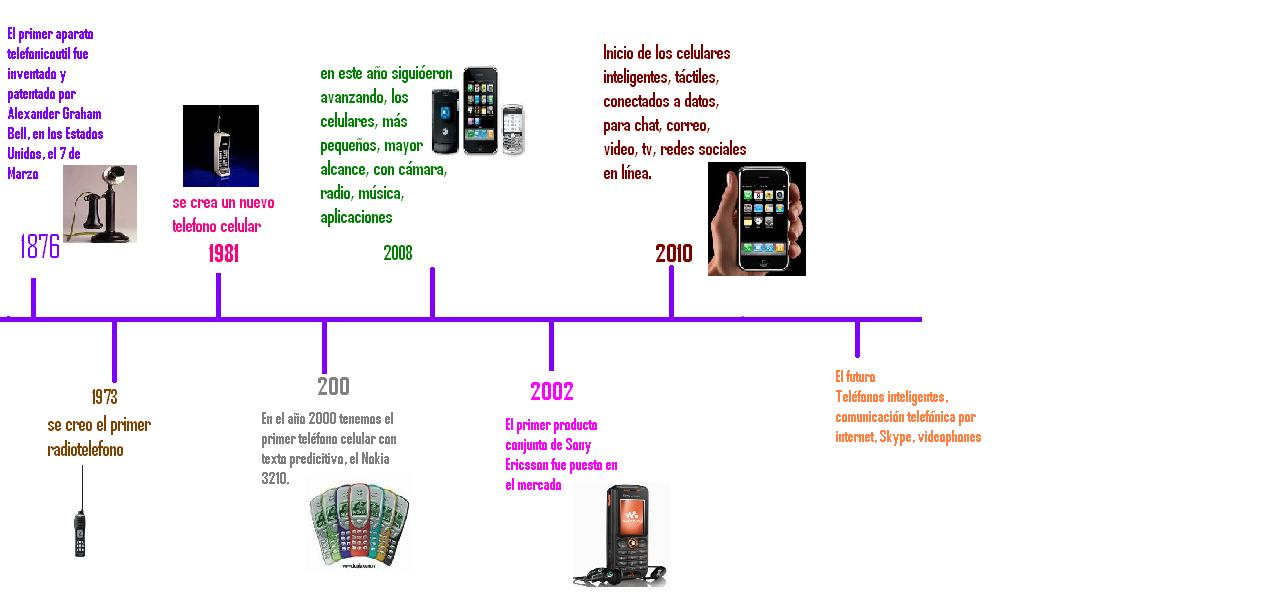 El primer aparato
telefonicoutil fue
inventado y
patentado por
Alexander Graham
Bell, en los Estados
Unidos, el 7 de
Marzo
1876
se crea un nuevo
telefono celular
1981
en este año siguióeron
avanzando, los
celulares, más
pequeños, mayor
alcance, con cámara,
radio, música,
aplicaciones
2008
Inicio de los celulares
inteligentes, táctiles,
conectados a datos,
para chat, correo,
video, tv, redes sociales
en línea.
2010
1973
se creo el primer
radiotelefono
200
En el año 2000 tenemos el
primer teléfono celular con
texto predicitivo, el Nokia
3210.
2002
El primer producto
conjunto de Sony
Ericsson fue puesto en
el mercado
El futuro
Teléfonos inteligentes,
comunicación telefónica por
internet, Skype, videophones